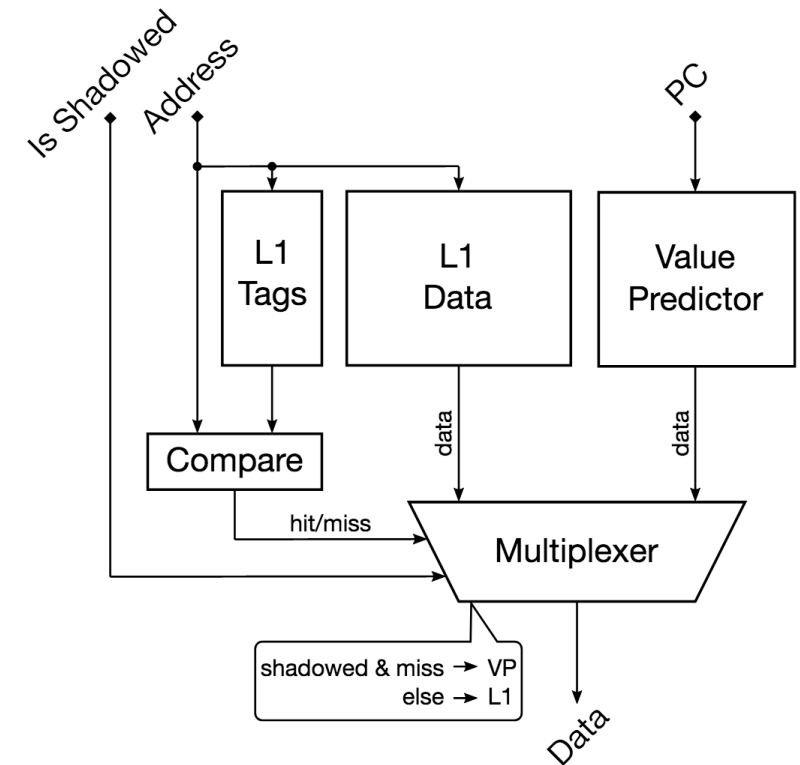 Is Shadowed
Address
PC
L1
Tags
L1
Data
Value
Predictor
data
data
Compare
hit/miss
Multiplexer
shadowed & miss → VP
else → L1
Data